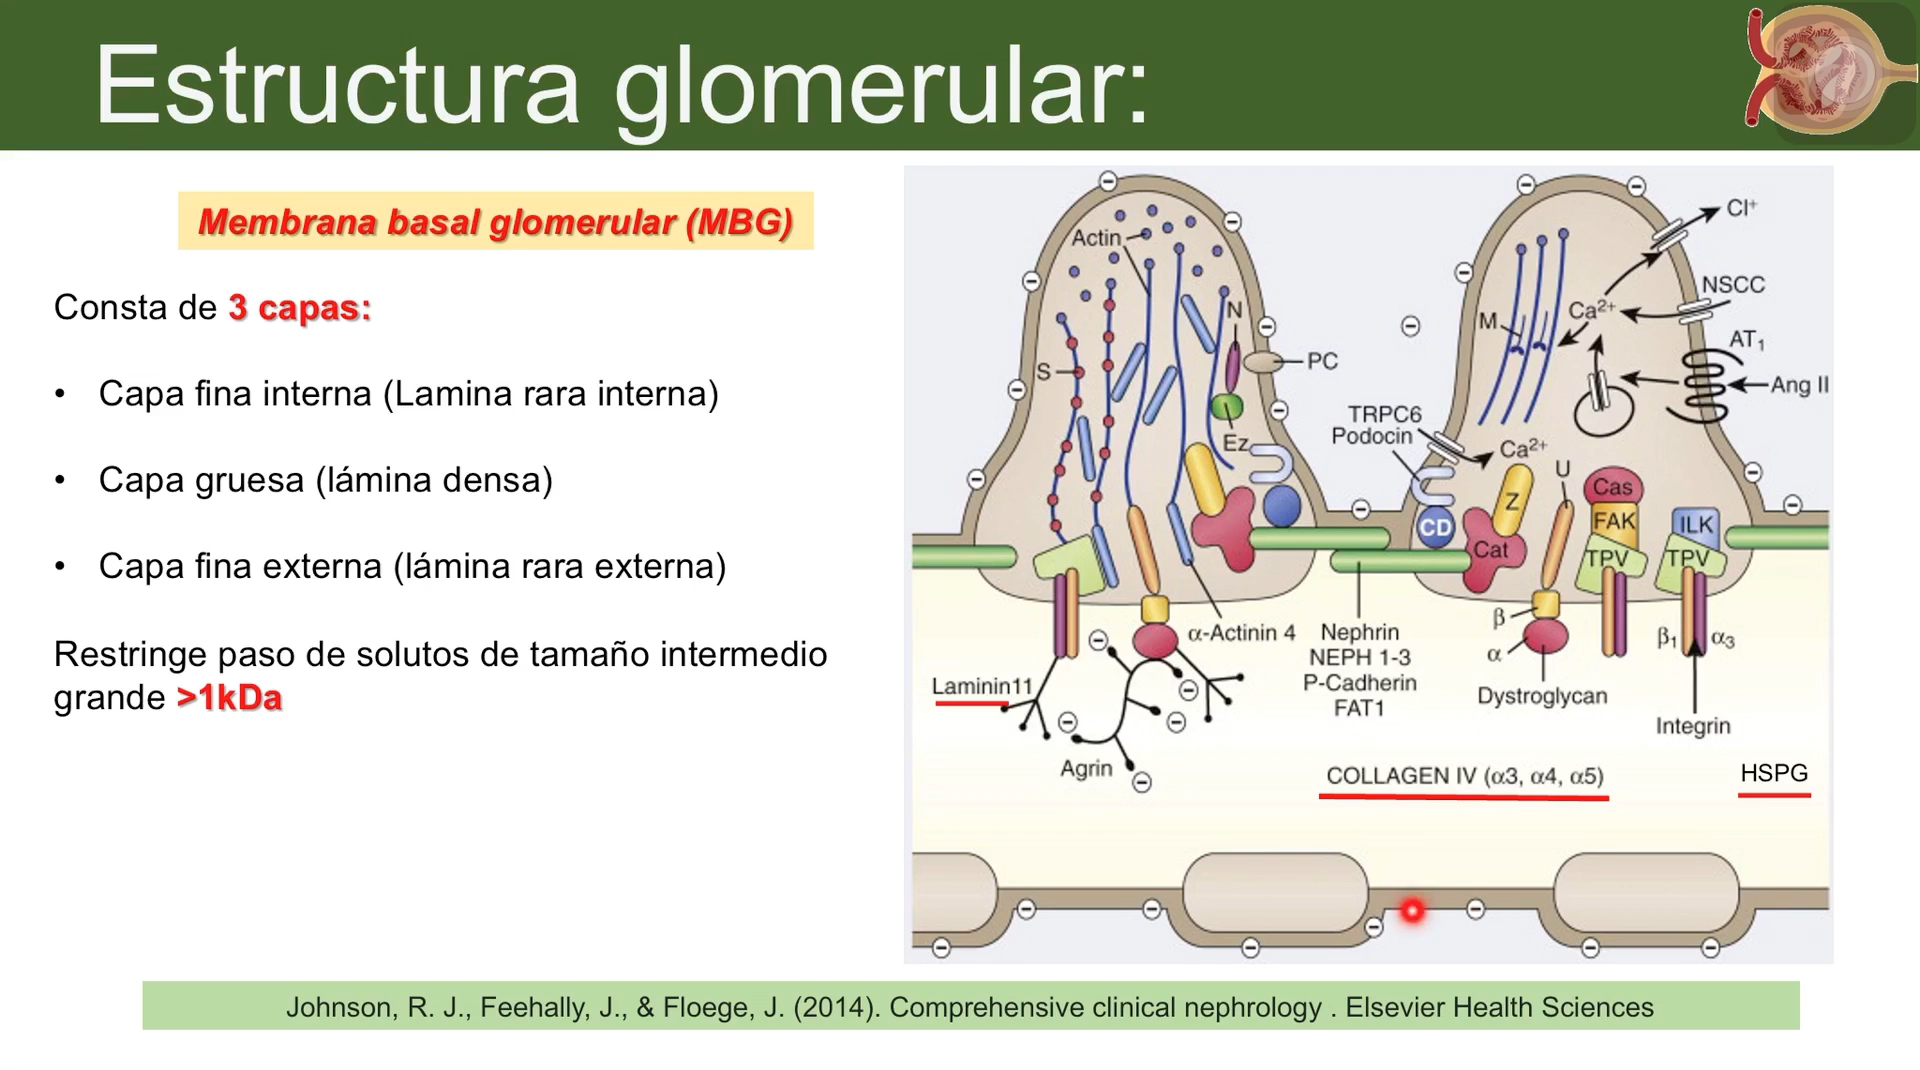 Estructura glomerular:
Membrana basal glomerular (MBG)
Consta de 3 capas:
• Capa fina interna (Lamina rara interna)
• Capa gruesa (lámina densa)
• Capa fina externa (lámina rara externa)
Restringe paso de solutos de tamaño intermedio
grande >1kDa
Actin
N
S
PC
Ez
Cl⁺
NSCC
M
Ca²⁺
AT₁
Ang II
TRPC6
Podocin
Ca²⁺
U
Z
Cas
CD
FAK
ILK
Cat
TPV
TPV
β
α
β₁
α₃
α-Actinin 4
Nephrin
NEPH 1-3
P-Cadherin
FAT1
Dystroglycan
Integrin
Laminin11
Agrin
COLLAGEN IV (α3, α4, α5)
HSPG
Johnson, R. J., Feehally, J., & Floege, J. (2014). Comprehensive clinical nephrology . Elsevier Health Sciences